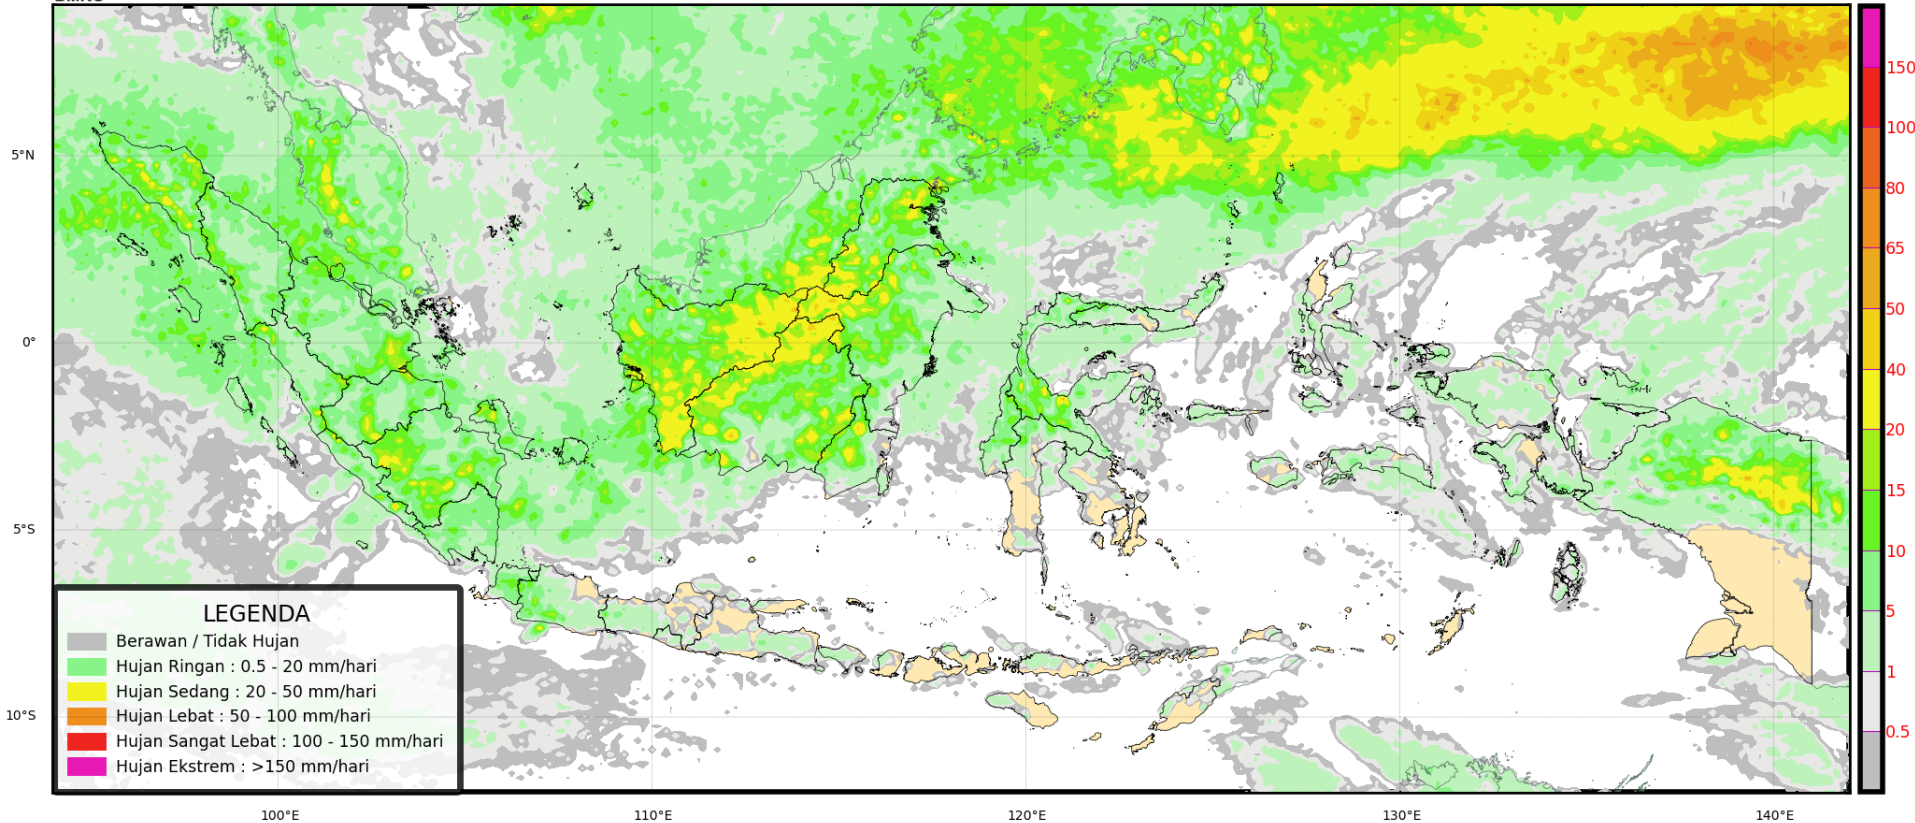 5°N
0°
5°S
10°S
100°E
110°E
120°E
130°E
140°E
LEGENDA
Berawan / Tidak Hujan
Hujan Ringan : 0.5 - 20 mm/hari
Hujan Sedang : 20 - 50 mm/hari
Hujan Lebat : 50 - 100 mm/hari
Hujan Sangat Lebat : 100 - 150 mm/hari
Hujan Ekstrem : >150 mm/hari
150
100
80
65
50
40
20
15
10
5
1
0.5